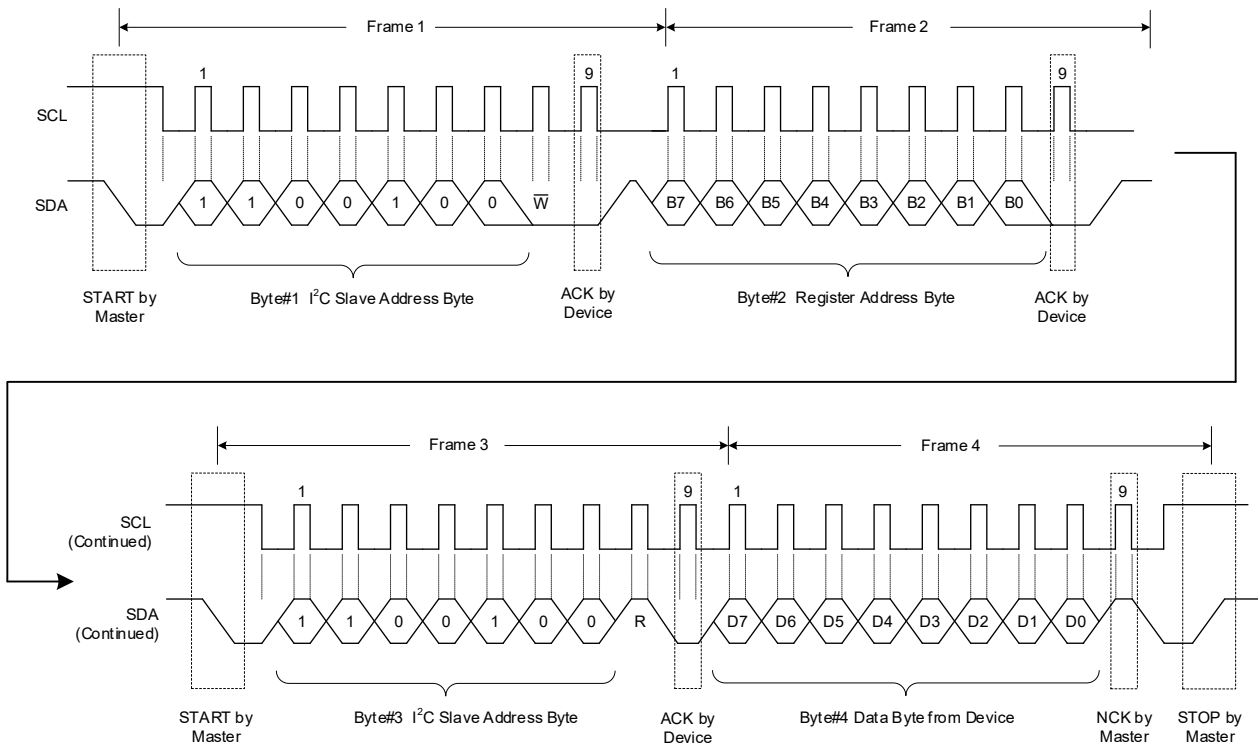 Frame 1 Frame 2
1 9 1 9
SCL
SDA 1 1 0 0 1 0 0 W̅ B7 B6 B5 B4 B3 B2 B1 B0
START by Master
Byte#1 I²C Slave Address Byte
ACK by Device
Byte#2 Register Address Byte
ACK by Device
Frame 3 Frame 4
1 9 1 9
SCL (Continued)
SDA (Continued) 1 1 0 0 1 0 0 R D7 D6 D5 D4 D3 D2 D1 D0
START by Master
Byte#3 I²C Slave Address Byte
ACK by Device
Byte#4 Data Byte from Device
NCK by Master
STOP by Master